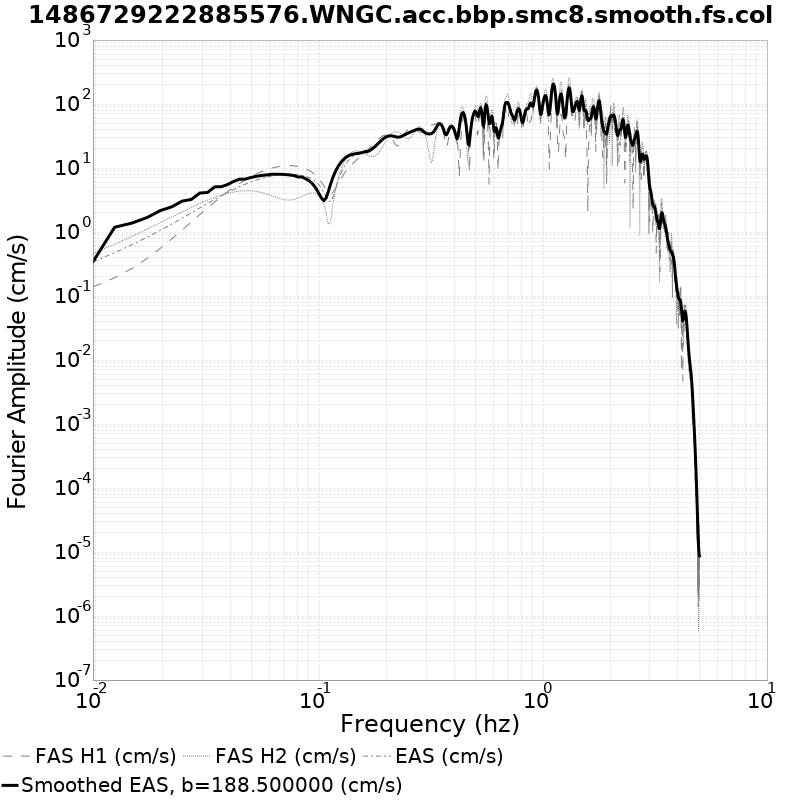 1486729222885576.WNGC.acc.bbp.smc8.smooth.fs.col
10^3
10^2
10^1
10^0
10^-1
10^-2
10^-3
10^-4
10^-5
10^-6
10^-7
Fourier Amplitude (cm/s)
10^-2 10^-1 10^0 10^1
Frequency (hz)
FAS H1 (cm/s) FAS H2 (cm/s) EAS (cm/s)
Smoothed EAS, b=188.500000 (cm/s)